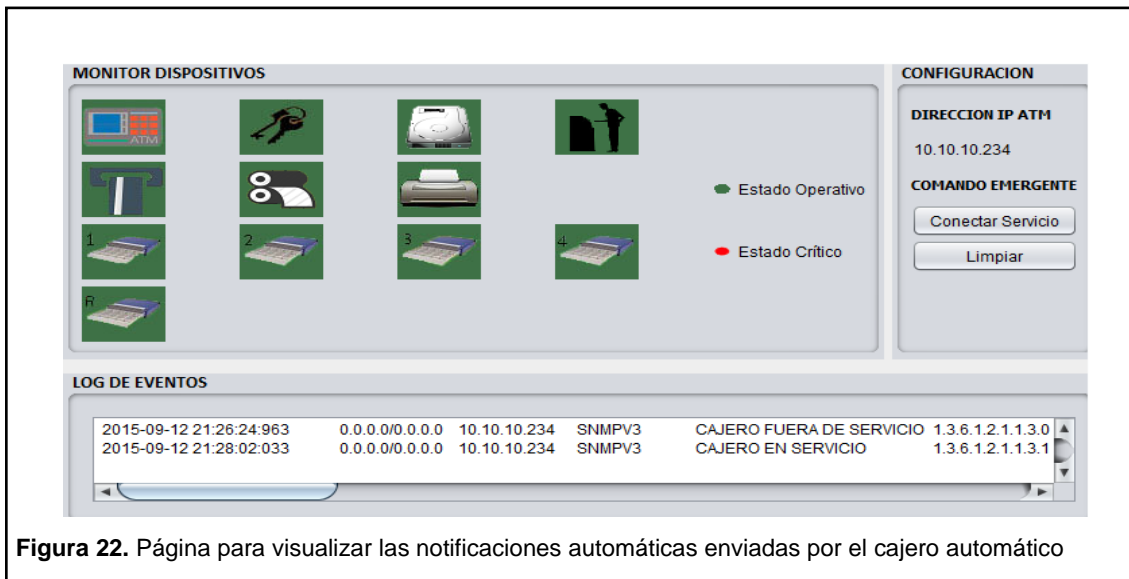 MONITOR DISPOSITIVOS
ATM
1
2
3
4
R
Estado Operativo
Estado Crítico
CONFIGURACION
DIRECCION IP ATM
10.10.10.234
COMANDO EMERGENTE
Conectar Servicio
Limpiar
LOG DE EVENTOS
2015-09-12 21:26:24:963 0.0.0.0/0.0.0.0 10.10.10.234 SNMPV3 CAJERO FUERA DE SERVICIO 1.3.6.1.2.1.1.3.0
2015-09-12 21:28:02:033 0.0.0.0/0.0.0.0 10.10.10.234 SNMPV3 CAJERO EN SERVICIO 1.3.6.1.2.1.1.3.1
Figura 22. Página para visualizar las notificaciones automáticas enviadas por el cajero automático